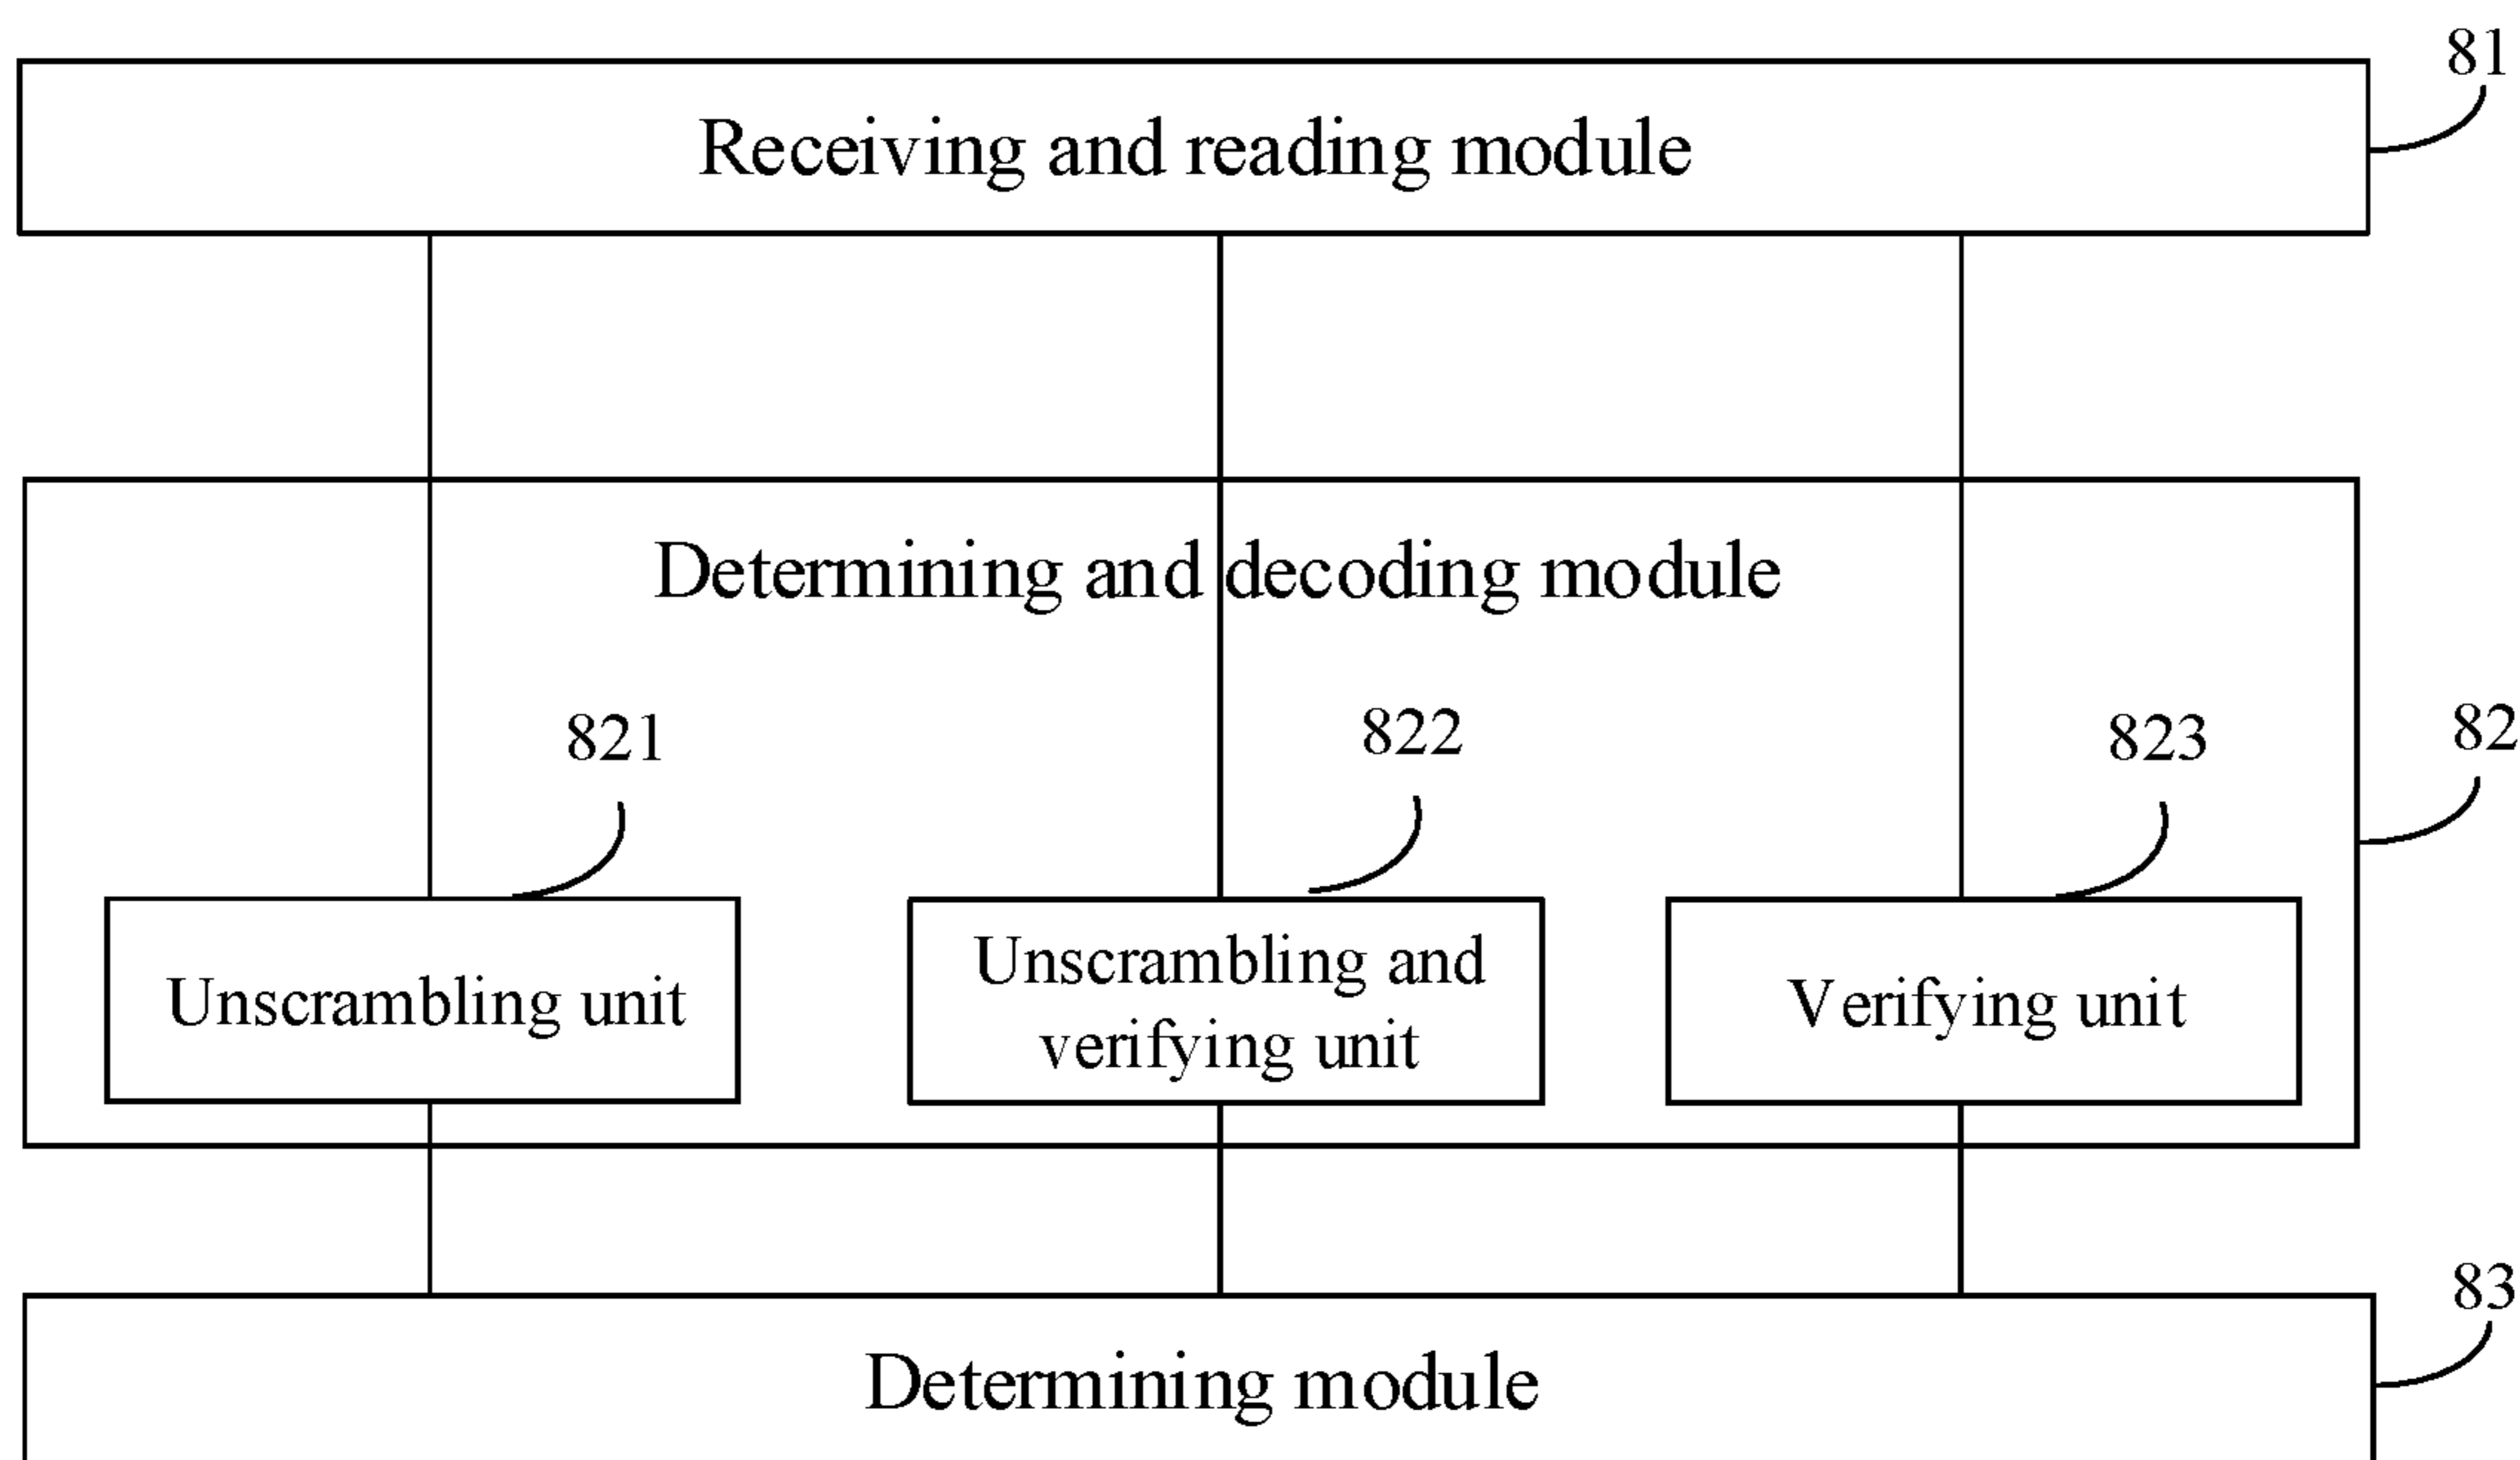 81
Receiving and reading module
Determining and decoding module
821
822
823
82
Unscrambling unit
Unscrambling and
verifying unit
Verifying unit
83
Determining module